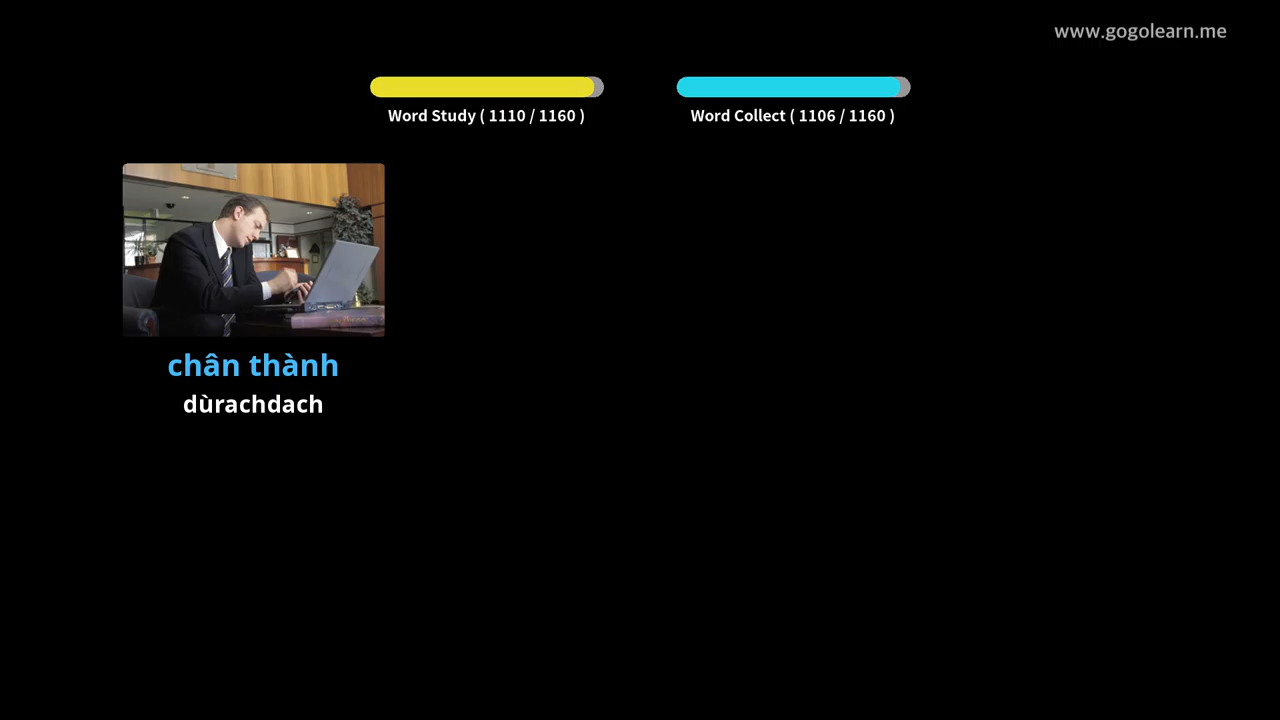 www.gogolearn.me
Word Study ( 1110 / 1160 )
Word Collect ( 1106 / 1160 )
chân thành
dùrachdach